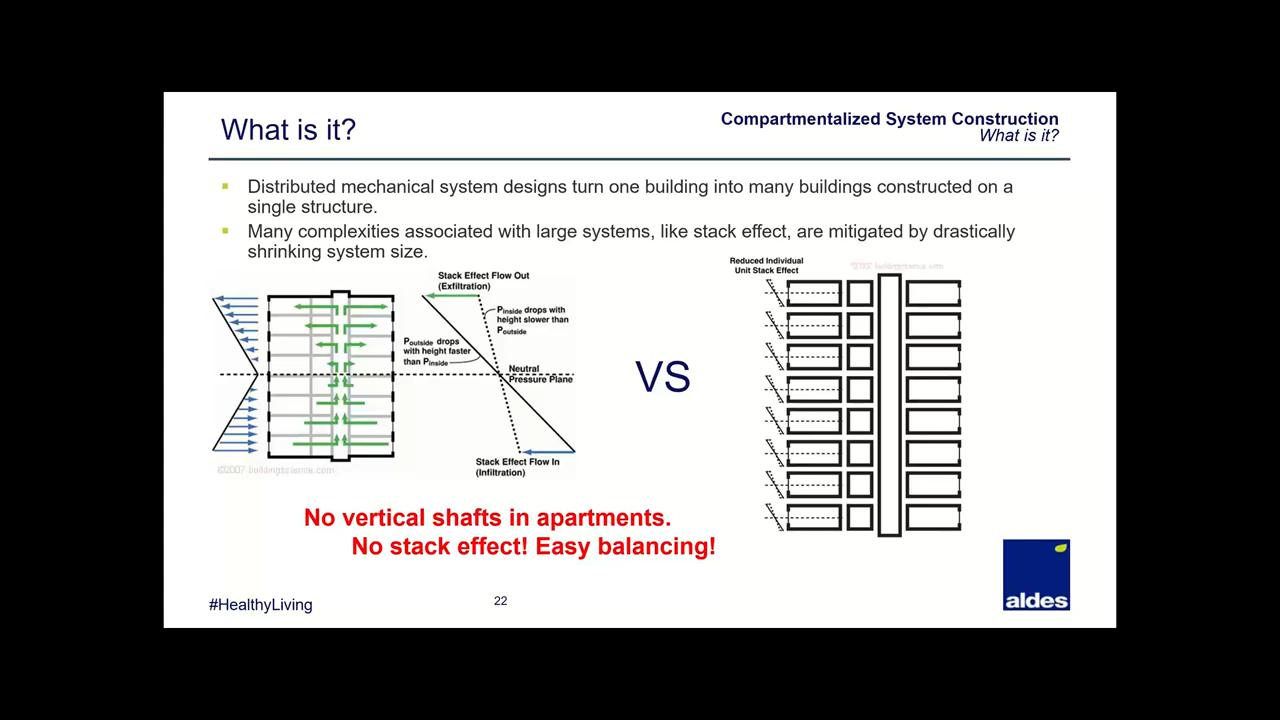 What is it?
Compartmentalized System Construction
What is it?
Distributed mechanical system designs turn one building into many buildings constructed on a
single structure.
Many complexities associated with large systems, like stack effect, are mitigated by drastically
shrinking system size.
Stack Effect Flow Out
(Exfiltration)
Pinside drops with
height slower than
Poutside
Poutside drops
with height faster
than Pinside
Neutral
Pressure Plane
Stack Effect Flow In
(Infiltration)
©2007 buildingscience.com
VS
Reduced Individual
Unit Stack Effect
©2007 buildingscience.com
No vertical shafts in apartments.
No stack effect! Easy balancing!
#HealthyLiving
22
aldes